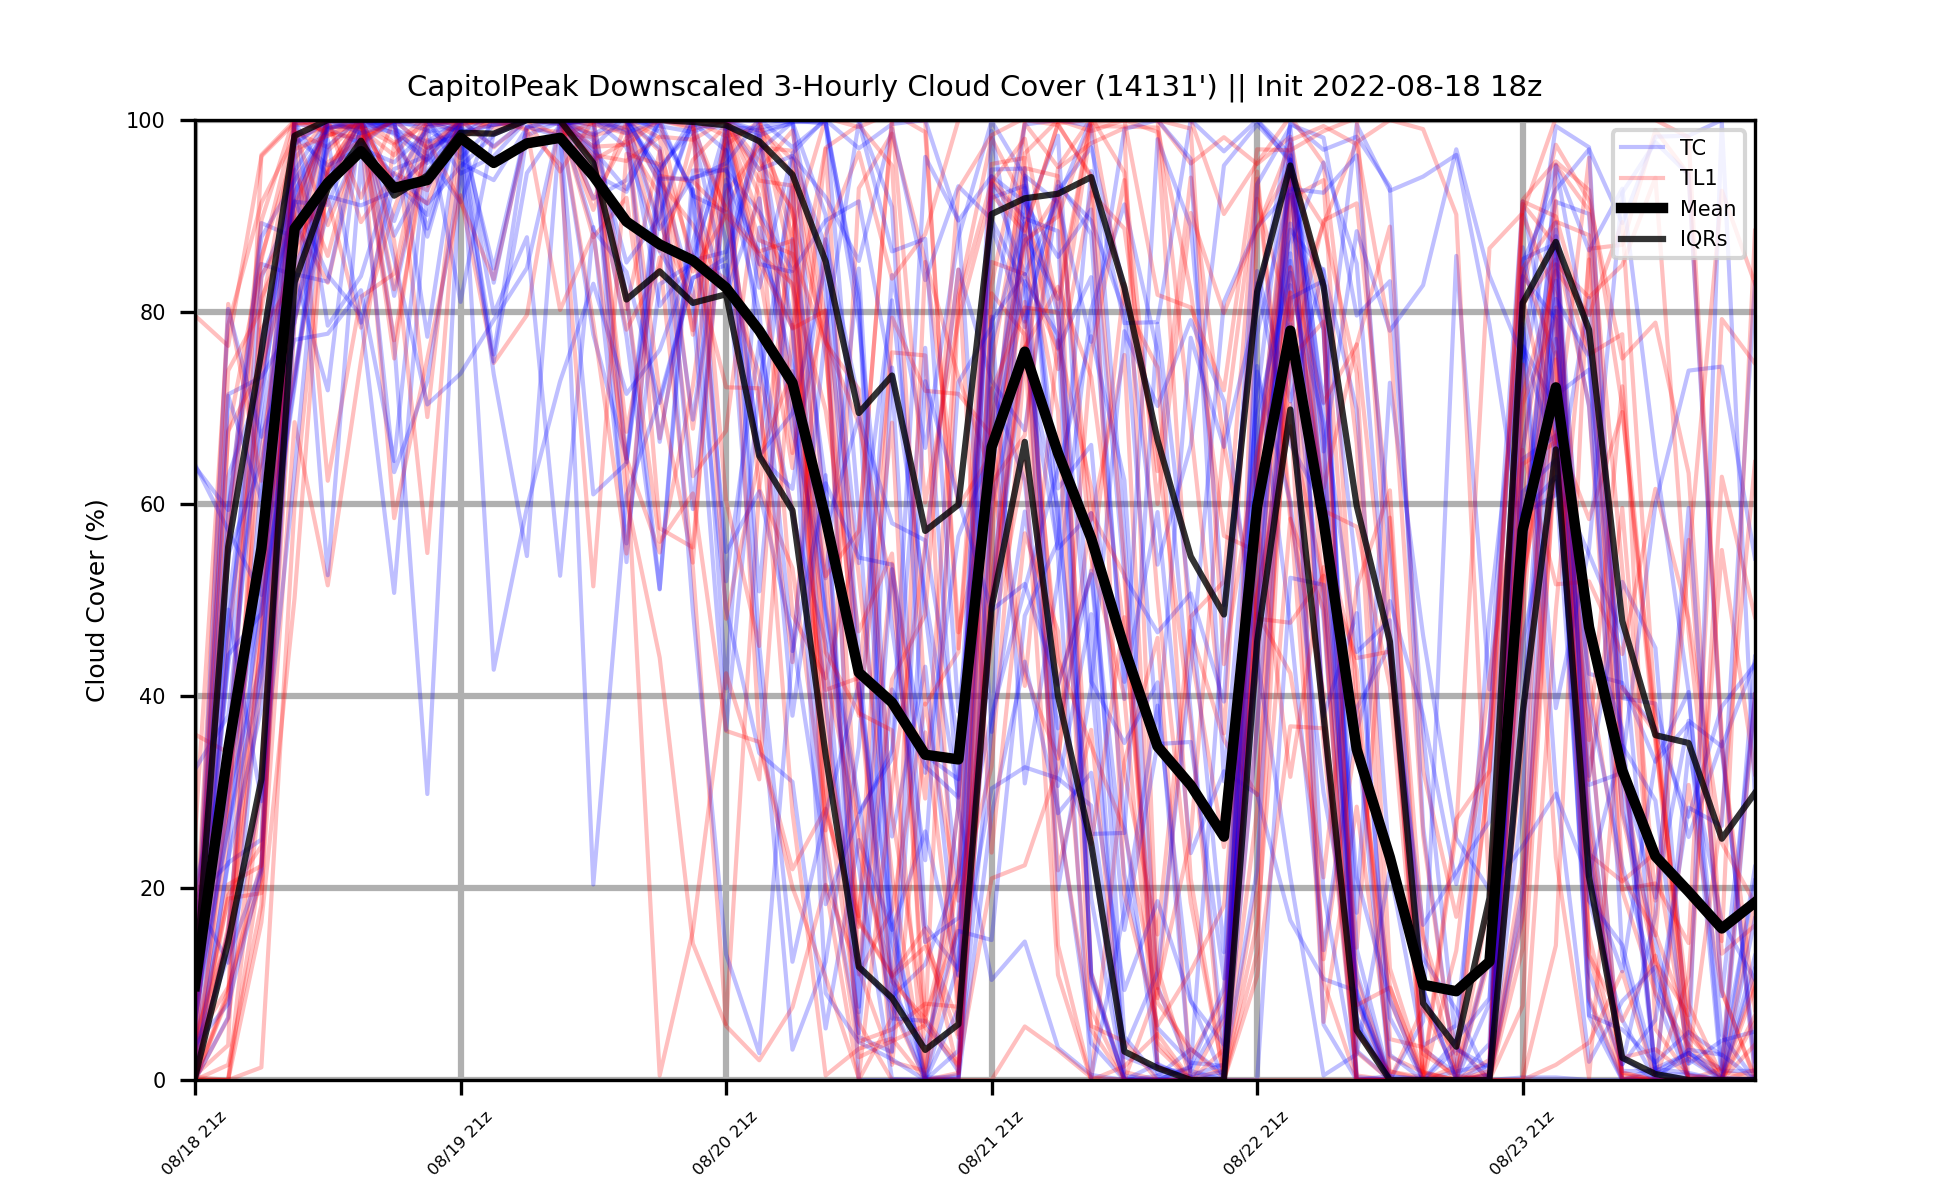 CapitolPeak Downscaled 3-Hourly Cloud Cover (14131') || Init 2022-08-18 18z
Cloud Cover (%)
100
80
60
40
20
0
TC
TL1
Mean
IQRs
08/18 21z
08/19 21z
08/20 21z
08/21 21z
08/22 21z
08/23 21z